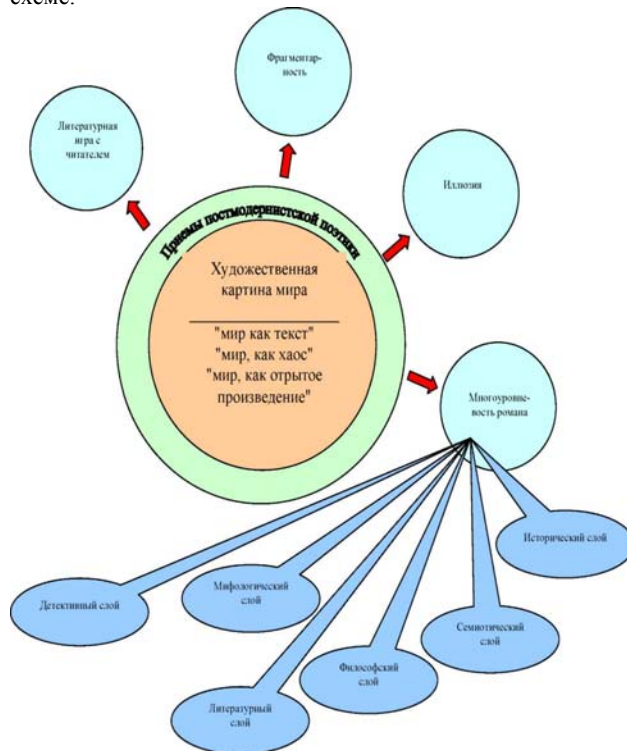 схеме.
Фрагментар-
ность
Литературная
игра с
читателем
Иллюзия
Приемы постмодернистской поэтики
Художественная
картина мира
"мир как текст"
"мир, как хаос"
"мир, как отрытое
произведение"
Многоуровне-
вость романа
Исторический слой
Мифологический
слой
Детективный слой
Семиотический
слой
Философский
слой
Литературный
слой